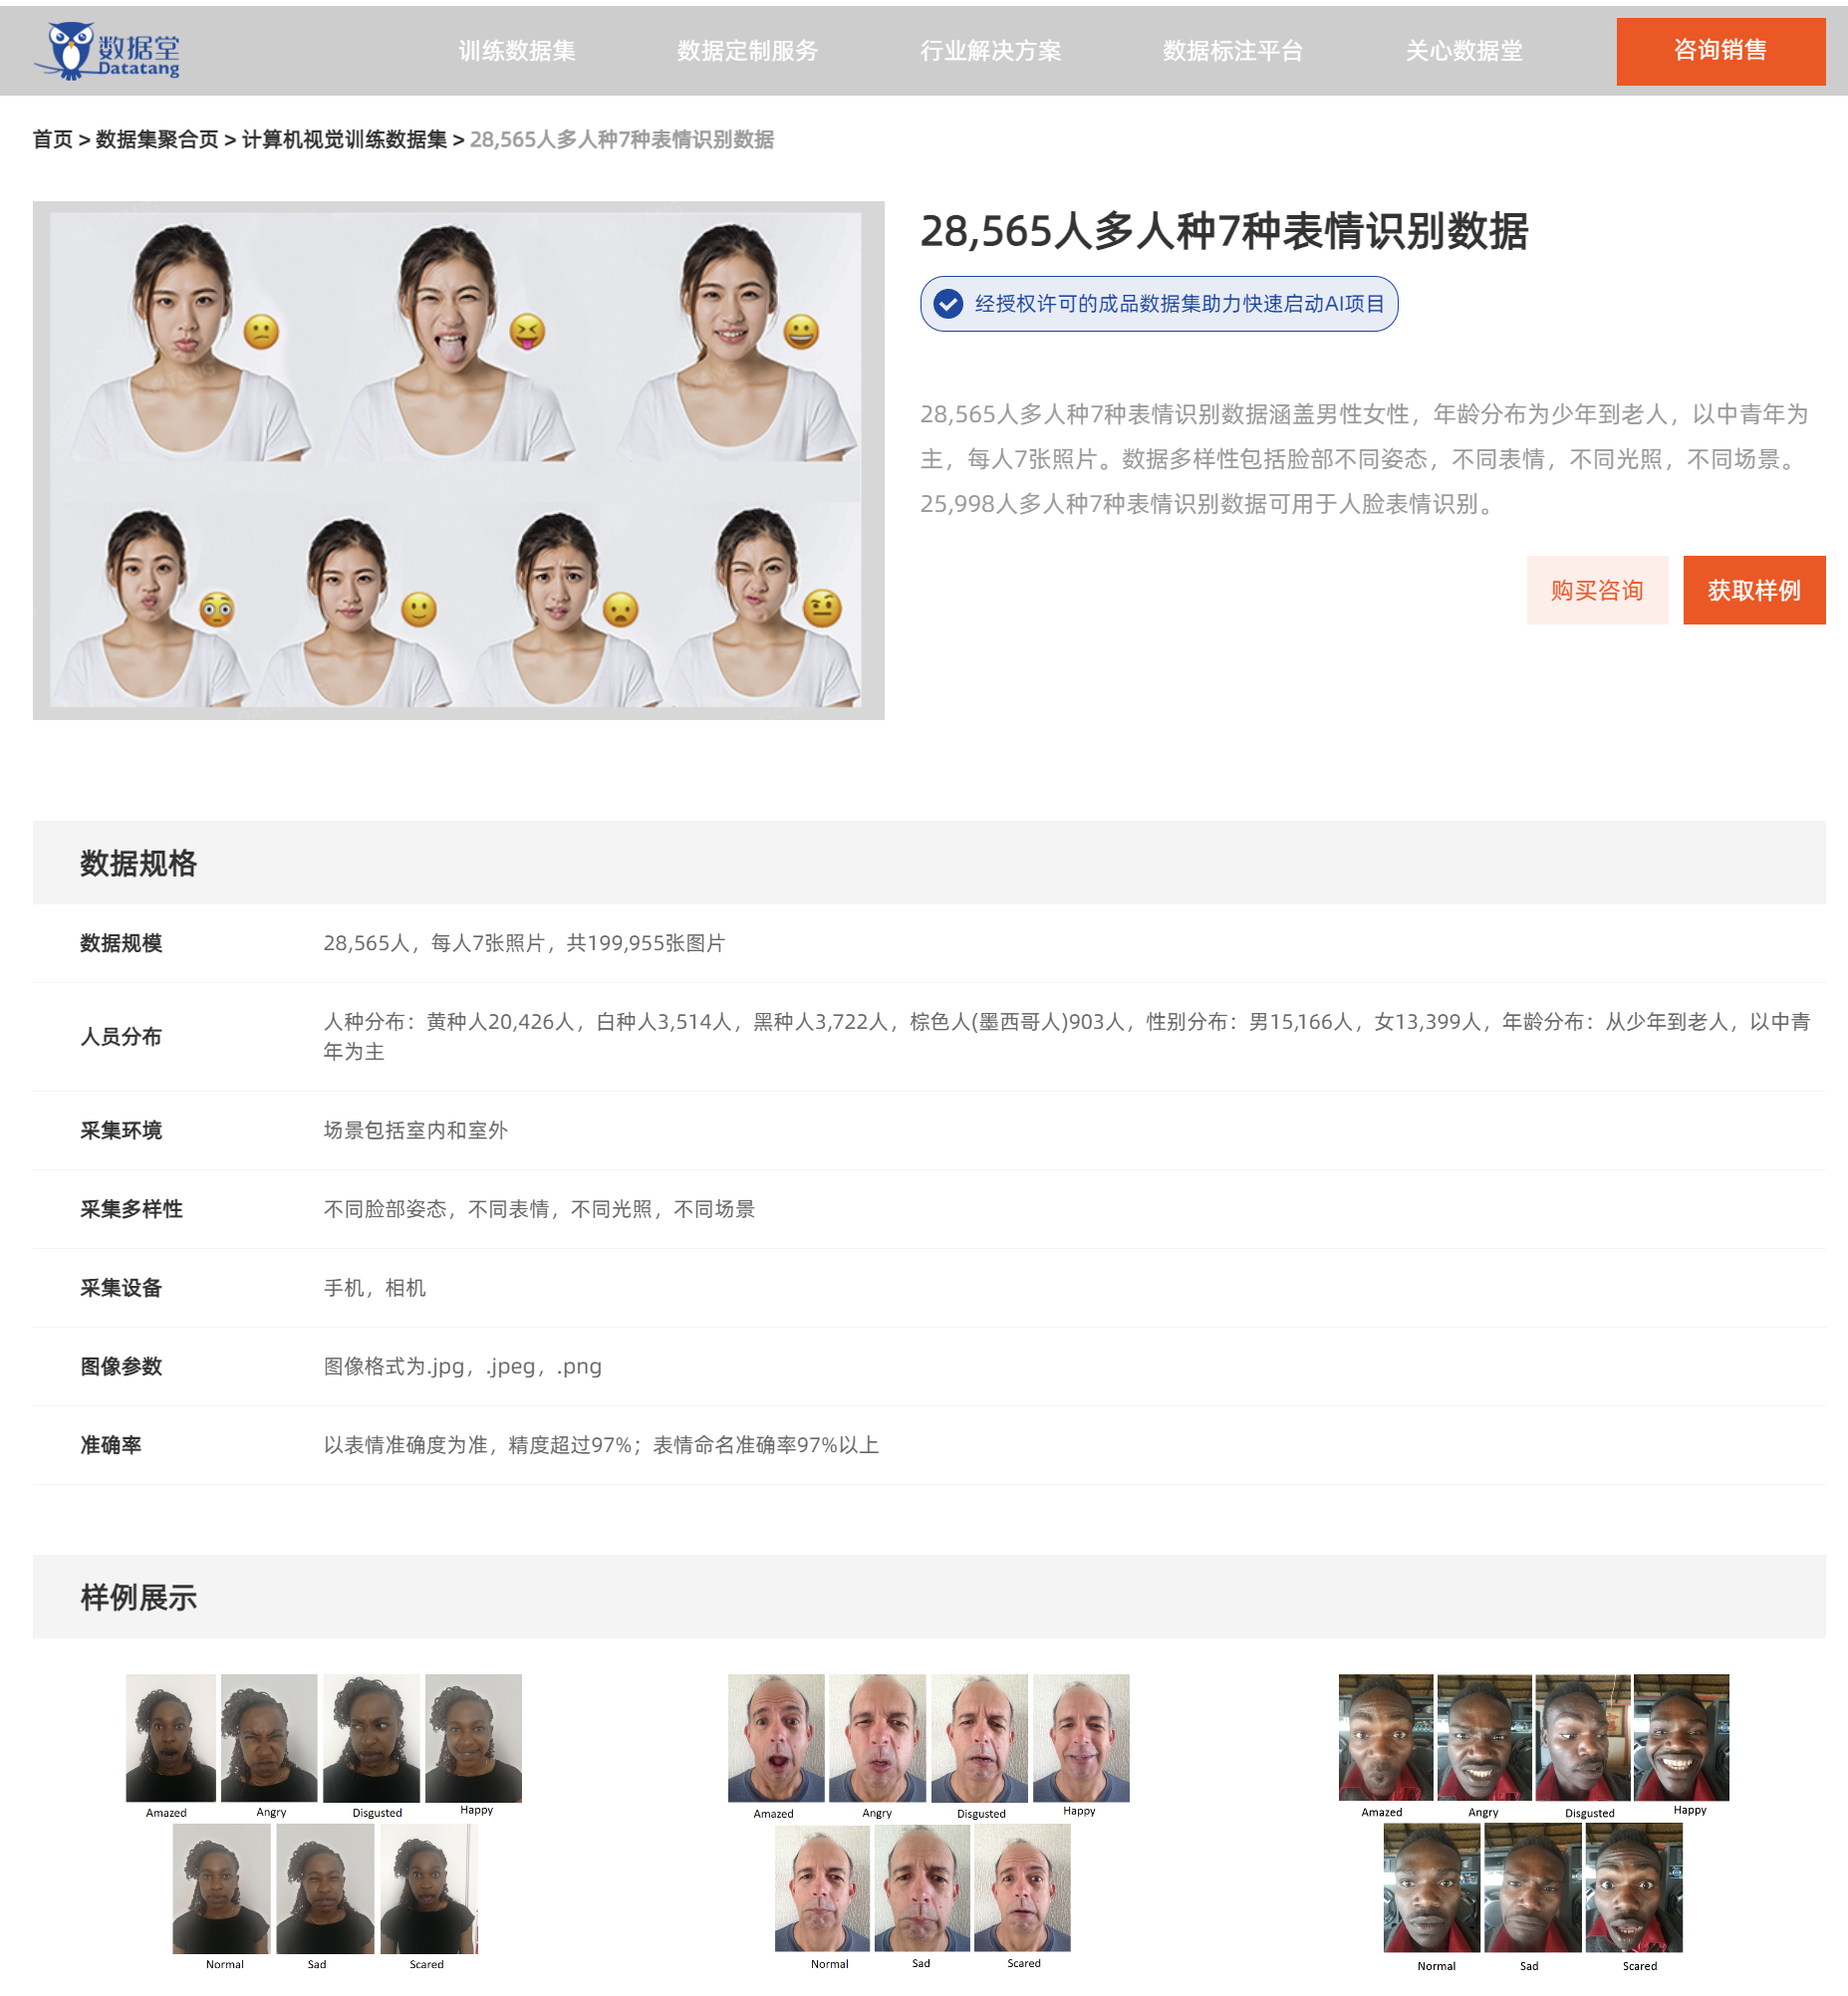 数据堂
Datatang
训练数据集
数据定制服务
行业解决方案
数据标注平台
关心数据堂
咨询销售
首页 > 数据集聚合页 > 计算机视觉训练数据集 > 28,565人多人种7种表情识别数据
28,565人多人种7种表情识别数据
经授权许可的成品数据集助力快速启动AI项目
28,565人多人种7种表情识别数据涵盖男性女性，年龄分布为少年到老人，以中青年为
主，每人7张照片。数据多样性包括脸部不同姿态，不同表情，不同光照，不同场景。
25,998人多人种7种表情识别数据可用于人脸表情识别。
购买咨询
获取样例
数据规格
数据规模
28,565人，每人7张照片，共199,955张图片
人员分布
人种分布：黄种人20,426人，白种人3,514人，黑种人3,722人，棕色人(墨西哥人)903人，性别分布：男15,166人，女13,399人，年龄分布：从少年到老人，以中青
年为主
采集环境
场景包括室内和室外
采集多样性
不同脸部姿态，不同表情，不同光照，不同场景
采集设备
手机，相机
图像参数
图像格式为.jpg，.jpeg，.png
准确率
以表情准确度为准，精度超过97%；表情命名准确率97%以上
样例展示
Amazed
Angry
Disgusted
Happy
Normal
Sad
Scared
Amazed
Angry
Disgusted
Happy
Normal
Sad
Scared
Amazed
Angry
Disgusted
Happy
Normal
Sad
Scared